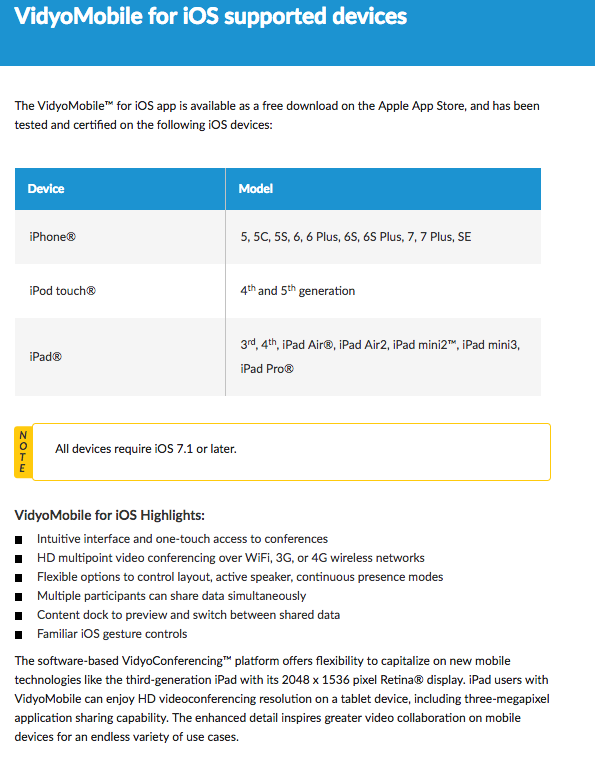 VidyoMobile for iOS supported devices
The VidyoMobile™ for iOS app is available as a free download on the Apple App Store, and has been
tested and certified on the following iOS devices:
Device Model
iPhone® 5, 5C, 5S, 6, 6 Plus, 6S, 6S Plus, 7, 7 Plus, SE
iPod touch® 4th and 5th generation
iPad® 3rd, 4th, iPad Air®, iPad Air2, iPad mini2™, iPad mini3,
iPad Pro®
NOTE All devices require iOS 7.1 or later.
VidyoMobile for iOS Highlights:
■ Intuitive interface and one-touch access to conferences
■ HD multipoint video conferencing over WiFi, 3G, or 4G wireless networks
■ Flexible options to control layout, active speaker, continuous presence modes
■ Multiple participants can share data simultaneously
■ Content dock to preview and switch between shared data
■ Familiar iOS gesture controls
The software-based VidyoConferencing™ platform offers flexibility to capitalize on new mobile
technologies like the third-generation iPad with its 2048 x 1536 pixel Retina® display. iPad users with
VidyoMobile can enjoy HD videoconferencing resolution on a tablet device, including three-megapixel
application sharing capability. The enhanced detail inspires greater video collaboration on mobile
devices for an endless variety of use cases.